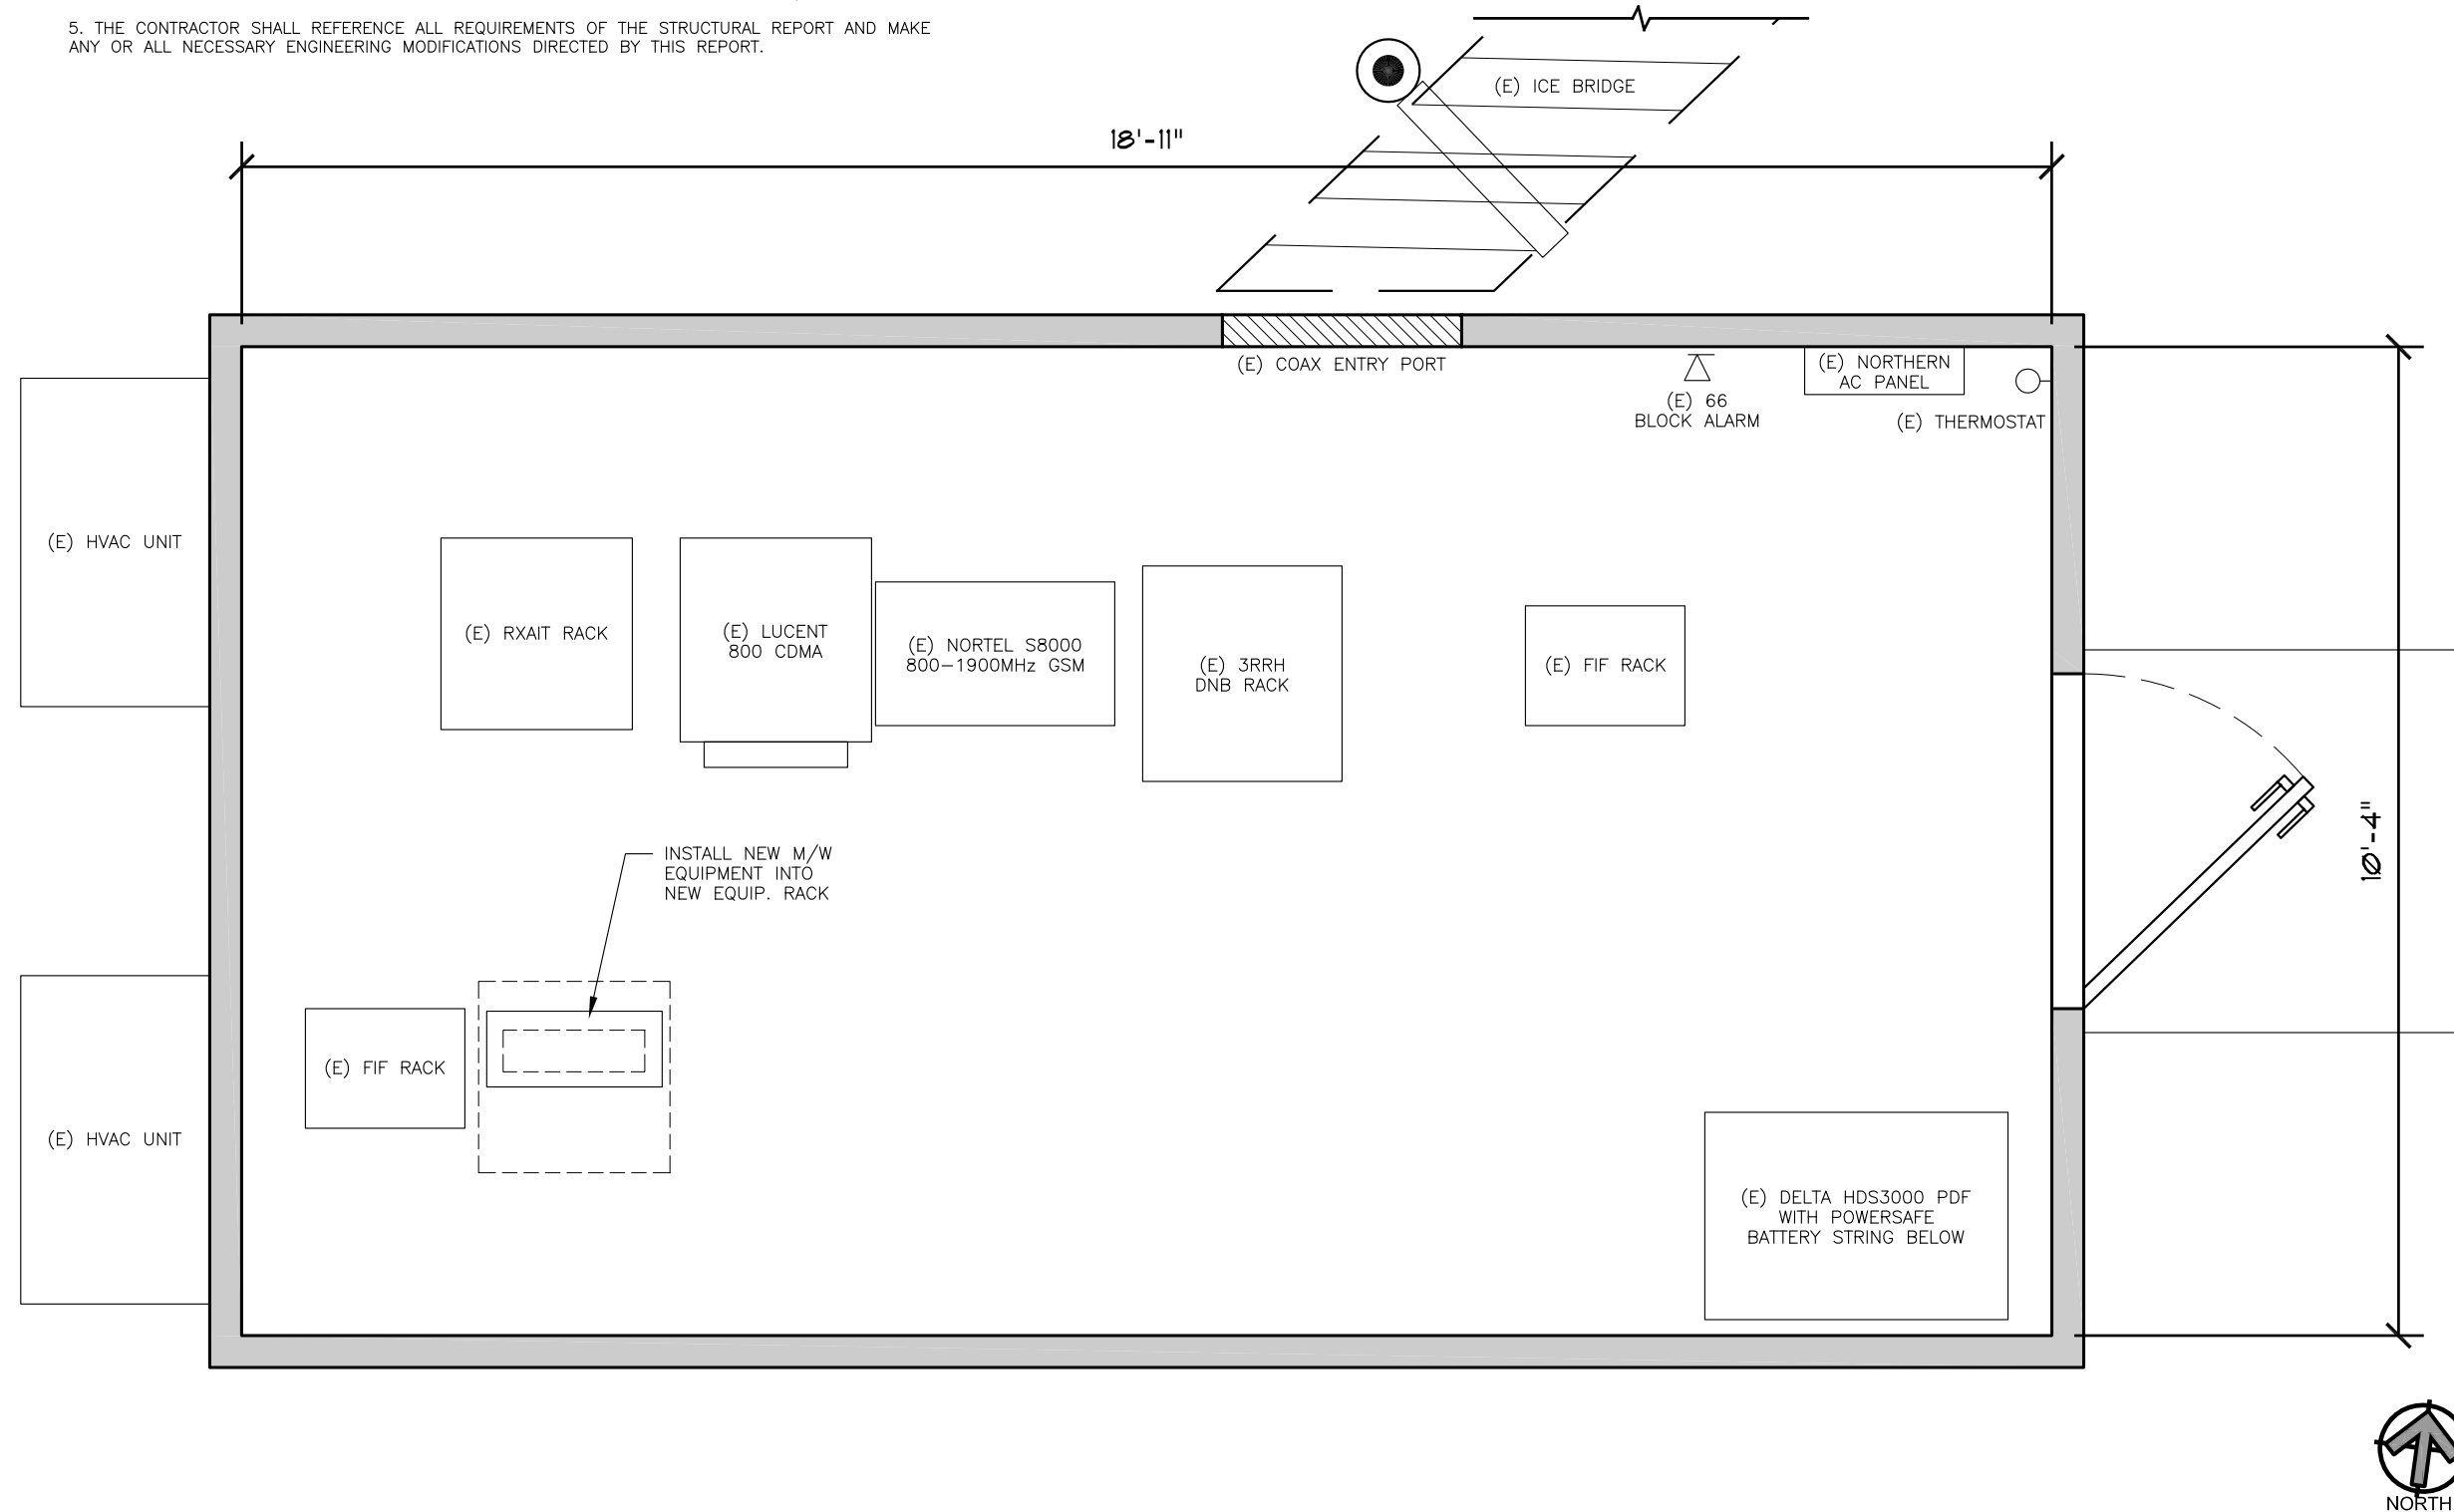 5. THE CONTRACTOR SHALL REFERENCE ALL REQUIREMENTS OF THE STRUCTURAL REPORT AND MAKE
ANY OR ALL NECESSARY ENGINEERING MODIFICATIONS DIRECTED BY THIS REPORT.
(E) ICE BRIDGE
18'-11"
(E) COAX ENTRY PORT
(E) 66
BLOCK ALARM
(E) NORTHERN
AC PANEL
(E) THERMOSTAT
(E) HVAC UNIT
(E) RXAIT RACK
(E) LUCENT
800 CDMA
(E) NORTEL S8000
800-1900MHz GSM
(E) 3RRH
DNB RACK
(E) FIF RACK
10'-4"
INSTALL NEW M/W
EQUIPMENT INTO
NEW EQUIP. RACK
(E) FIF RACK
(E) HVAC UNIT
(E) DELTA HDS3000 PDF
WITH POWERSAFE
BATTERY STRING BELOW
NORTH